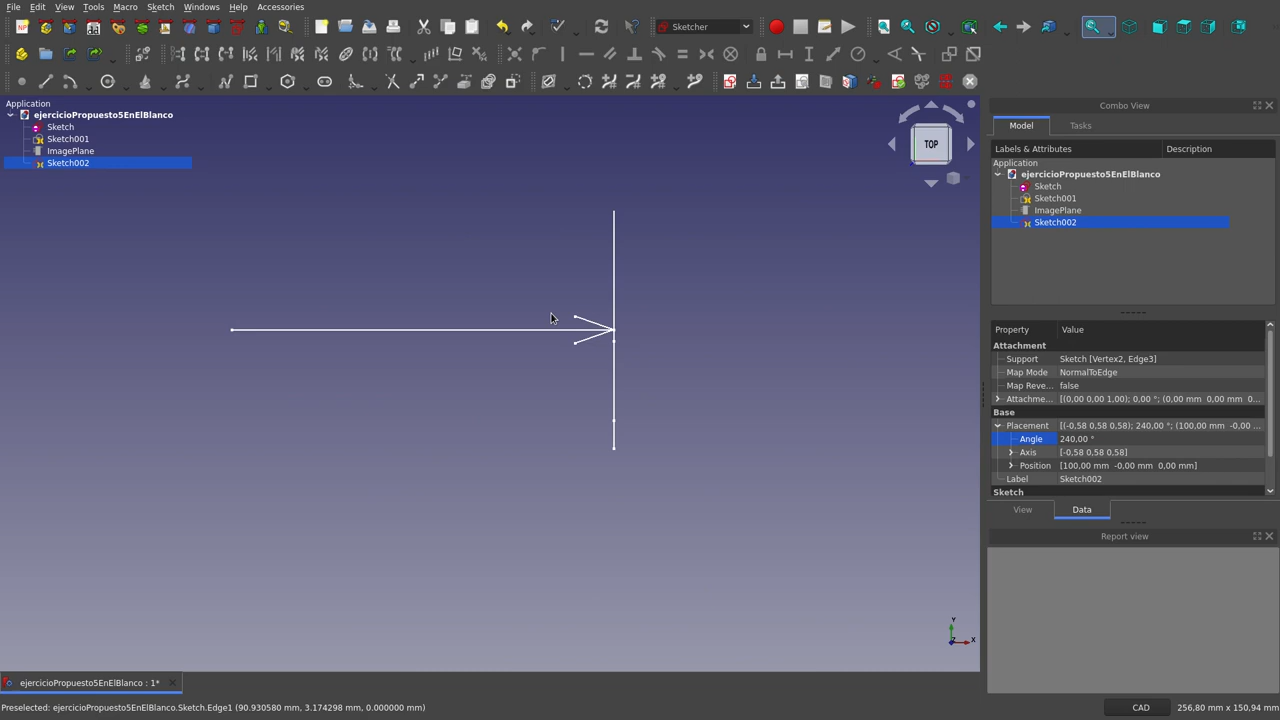 File Edit View Tools Macro Sketch Windows Help Accessories
Sketcher
Application
ejercicioPropuesto5EnElBlanco
Sketch
Sketch001
ImagePlane
Sketch002
TOP
Y
Z X
Combo View
Model Tasks
Labels & Attributes Description
Application
ejercicioPropuesto5EnElBlanco
Sketch
Sketch001
ImagePlane
Sketch002
Property Value
Attachment
Support Sketch [Vertex2, Edge3]
Map Mode NormalToEdge
Map Reve... false
Attachme... [(0,00 0,00 1,00); 0,00 °; (0,00 mm 0,00 mm 0...
Base
Placement [(-0,58 0,58 0,58); 240,00 °; (100,00 mm -0,00 ...
Angle 240,00 °
Axis [-0,58 0,58 0,58]
Position [100,00 mm -0,00 mm 0,00 mm]
Label Sketch002
Sketch
View Data
Report view
ejercicioPropuesto5EnElBlanco : 1*
Preselected: ejercicioPropuesto5EnElBlanco.Sketch.Edge1 (90.930580 mm, 3.174298 mm, 0.000000 mm)
CAD 256,80 mm x 150,94 mm